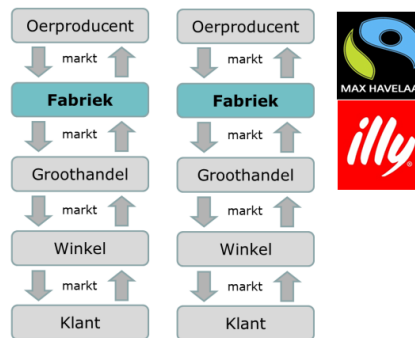 Oerproducent
markt
Fabriek
markt
Groothandel
markt
Winkel
markt
Klant
Oerproducent
markt
Fabriek
markt
Groothandel
markt
Winkel
markt
Klant
MAX HAVELAA
illy